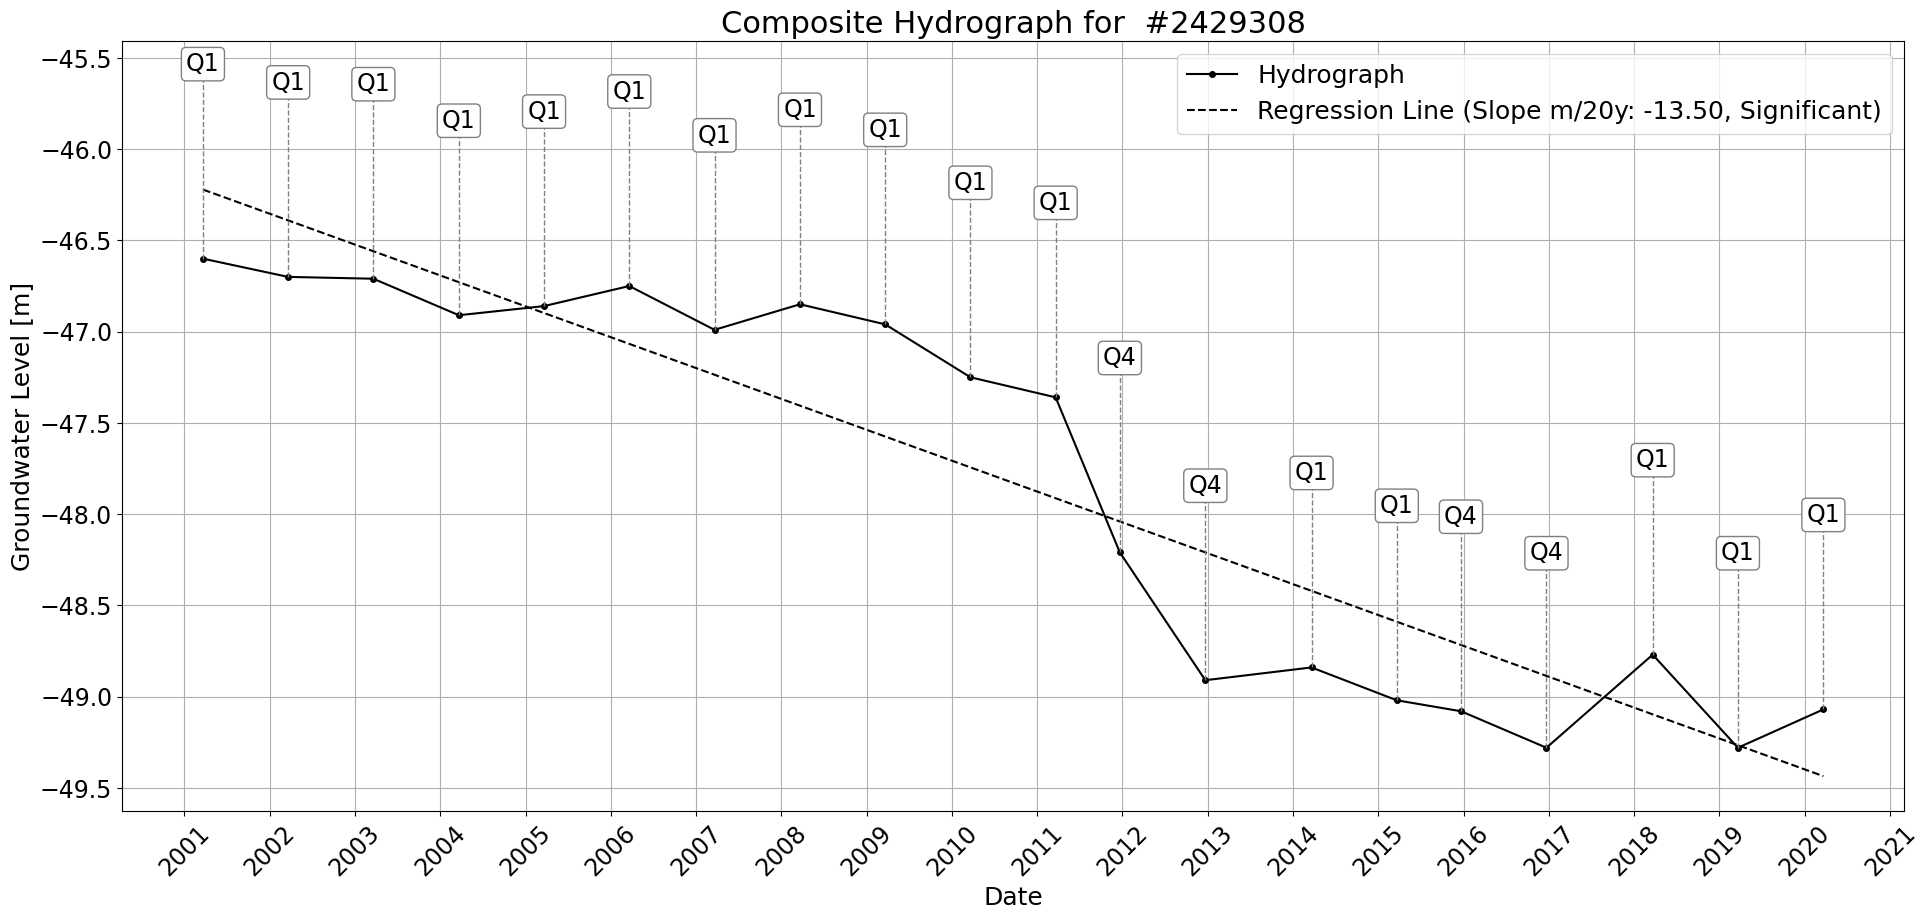 Composite Hydrograph for  #2429308
Hydrograph
Regression Line (Slope m/20y: -13.50, Significant)
Groundwater Level [m]
−45.5
−46.0
−46.5
−47.0
−47.5
−48.0
−48.5
−49.0
−49.5
Q1
Q1
Q1
Q1
Q1
Q1
Q1
Q1
Q1
Q1
Q1
Q4
Q4
Q1
Q1
Q4
Q4
Q1
Q1
Q1
2001
2002
2003
2004
2005
2006
2007
2008
2009
2010
2011
2012
2013
2014
2015
2016
2017
2018
2019
2020
2021
Date